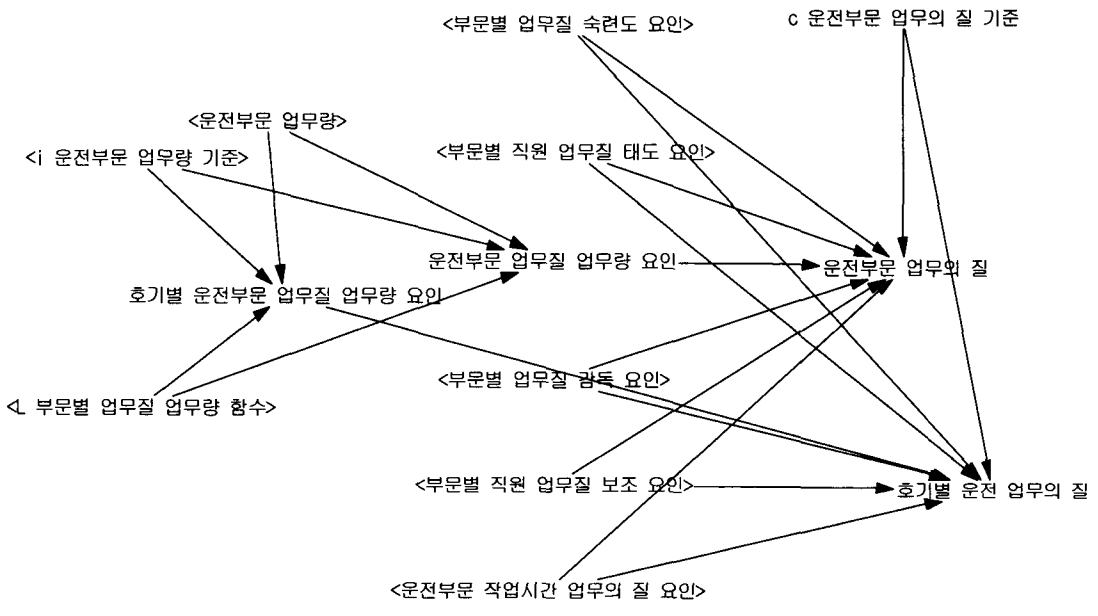 <부문별 업무질 숙련도 요인>
c 운전부문 업무의 질 기준
<운전부문 업무량>
<i 운전부문 업무량 기준>
<부문별 직원 업무질 태도 요인>
운전부문 업무질 업무량 요인
운전부문 업무의 질
호기별 운전부문 업무질 업무량 요인
<부문별 업무질 감독 요인>
<L 부문별 업무질 업무량 함수>
<부문별 직원 업무질 보조 요인>
호기별 운전 업무의 질
<운전부문 작업시간 업무의 질 요인>